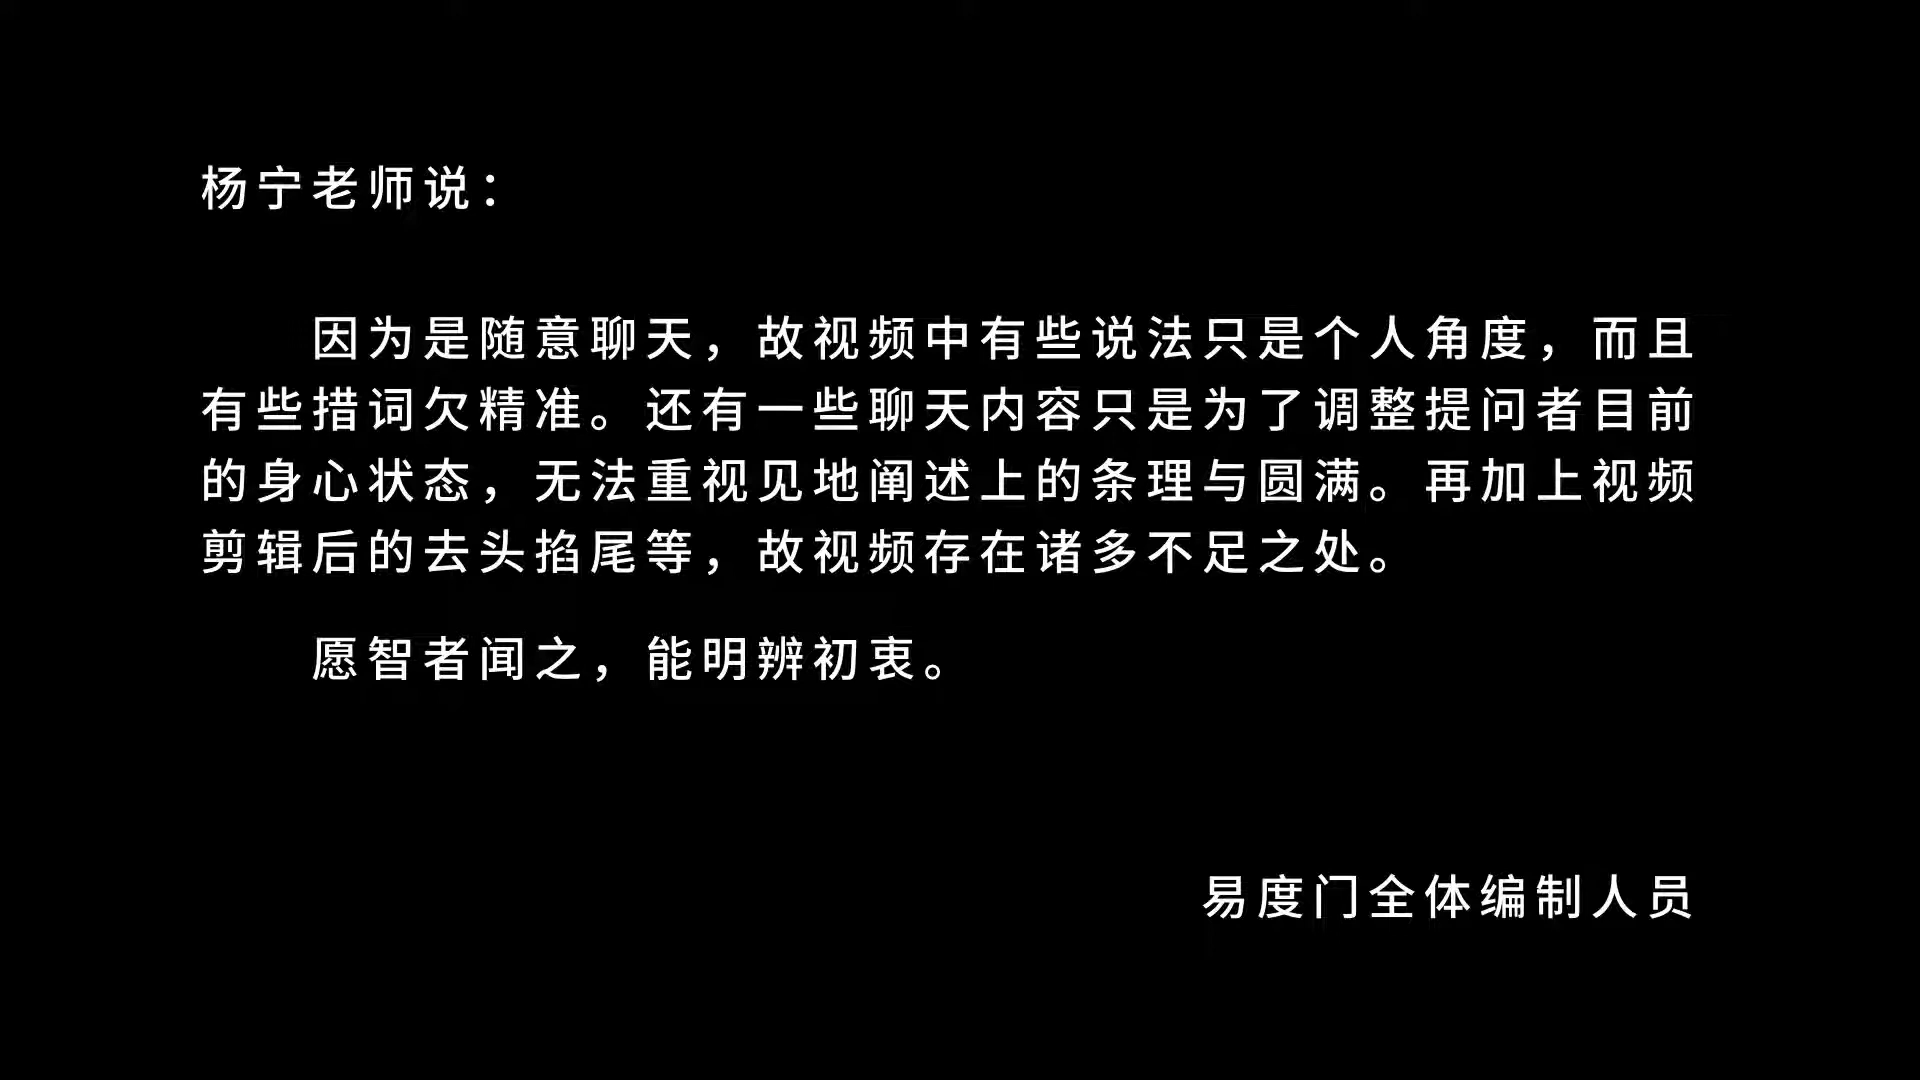 杨宁老师说：
因为是随意聊天，故视频中有些说法只是个人角度，而且
有些措词欠精准。还有一些聊天内容只是为了调整提问者目前
的身心状态，无法重视见地阐述上的条理与圆满。再加上视频
剪辑后的去头掐尾等，故视频存在诸多不足之处。
愿智者闻之，能明辨初衷。
易度门全体编制人员